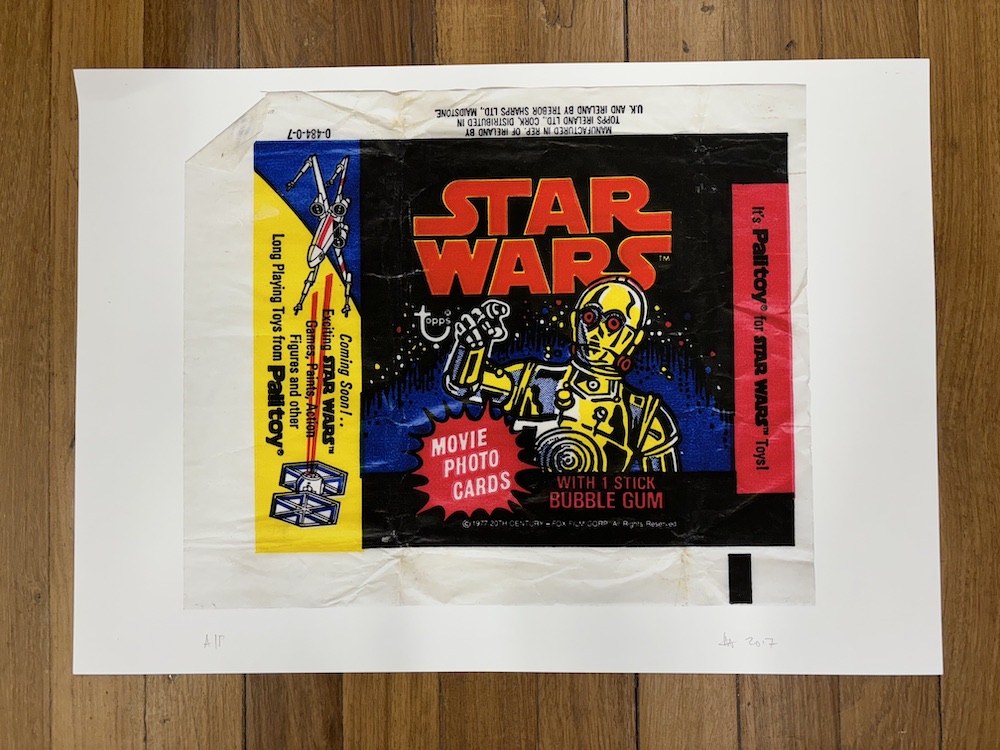 MANUFACTURED IN REP. OF IRELAND BY
TOPPS IRELAND LTD., CORK, DISTRIBUTED IN
U.K. AND IRELAND BY TREBOR SHARPS LTD., MAIDSTONE.
0-484-0-7
STAR
WARS™
topps®
MOVIE
PHOTO
CARDS
WITH 1 STICK
BUBBLE GUM
© 1977 20TH CENTURY – FOX FILM CORP. All Rights Reserved
Coming Soon!..
Exciting STAR WARS™
Games, Paints, Action
Figures and other
Long Playing Toys from Palitoy®
It's Palitoy® for STAR WARS™ Toys!
A/P
2017